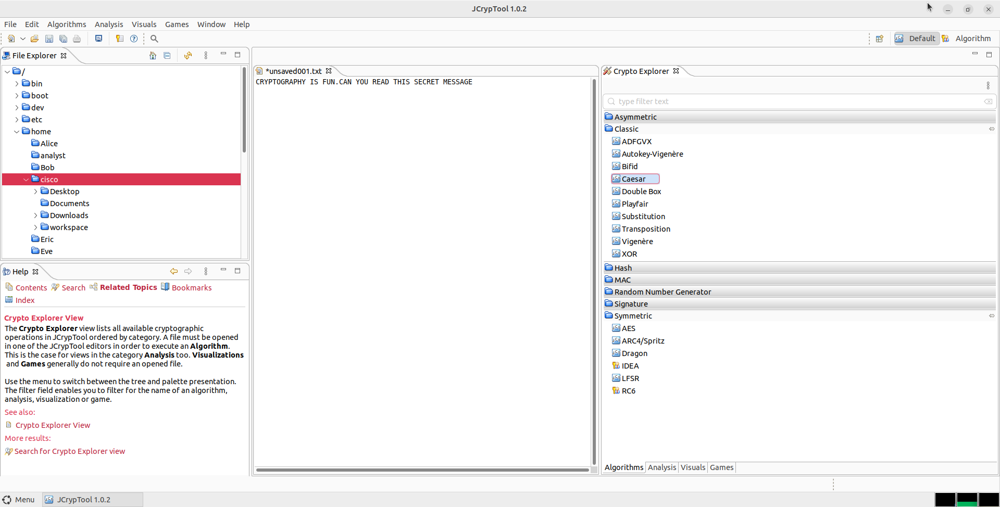 JCrypTool 1.0.2
File Edit Algorithms Analysis Visuals Games Window Help
Default Algorithm
File Explorer
/
bin
boot
dev
etc
home
Alice
analyst
Bob
cisco
Desktop
Documents
Downloads
workspace
Eric
Eve
Help
Contents Search Related Topics Bookmarks
Index
Crypto Explorer View
The Crypto Explorer view lists all available cryptographic
operations in JCrypTool ordered by category. A file must be opened
in one of the JCrypTool editors in order to execute an Algorithm.
This is the case for views in the category Analysis too. Visualizations
and Games generally do not require an opened file.
Use the menu to switch between the tree and palette presentation.
The filter field enables you to filter for the name of an algorithm,
analysis, visualization or game.
See also:
Crypto Explorer View
More results:
Search for Crypto Explorer view
*unsaved001.txt
CRYPTOGRAPHY IS FUN.CAN YOU READ THIS SECRET MESSAGE
Crypto Explorer
type filter text
Asymmetric
Classic
ADFGVX
Autokey-Vigenère
Bifid
Caesar
Double Box
Playfair
Substitution
Transposition
Vigenère
XOR
Hash
MAC
Random Number Generator
Signature
Symmetric
AES
ARC4/Spritz
Dragon
IDEA
LFSR
RC6
Algorithms Analysis Visuals Games
Menu JCrypTool 1.0.2